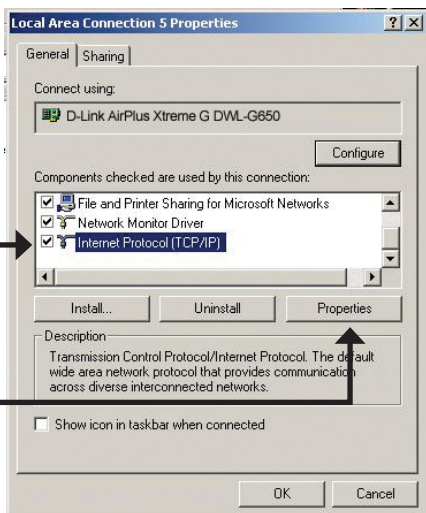 Local Area Connection 5 Properties
General
Sharing
Connect using:
D-Link AirPlus Xtreme G DWL-G650
Configure
Components checked are used by this connection:
File and Printer Sharing for Microsoft Networks
Network Monitor Driver
Internet Protocol (TCP/IP)
Install...
Uninstall
Properties
Description
Transmission Control Protocol/Internet Protocol. The default
wide area network protocol that provides communication
across diverse interconnected networks.
Show icon in taskbar when connected
OK
Cancel